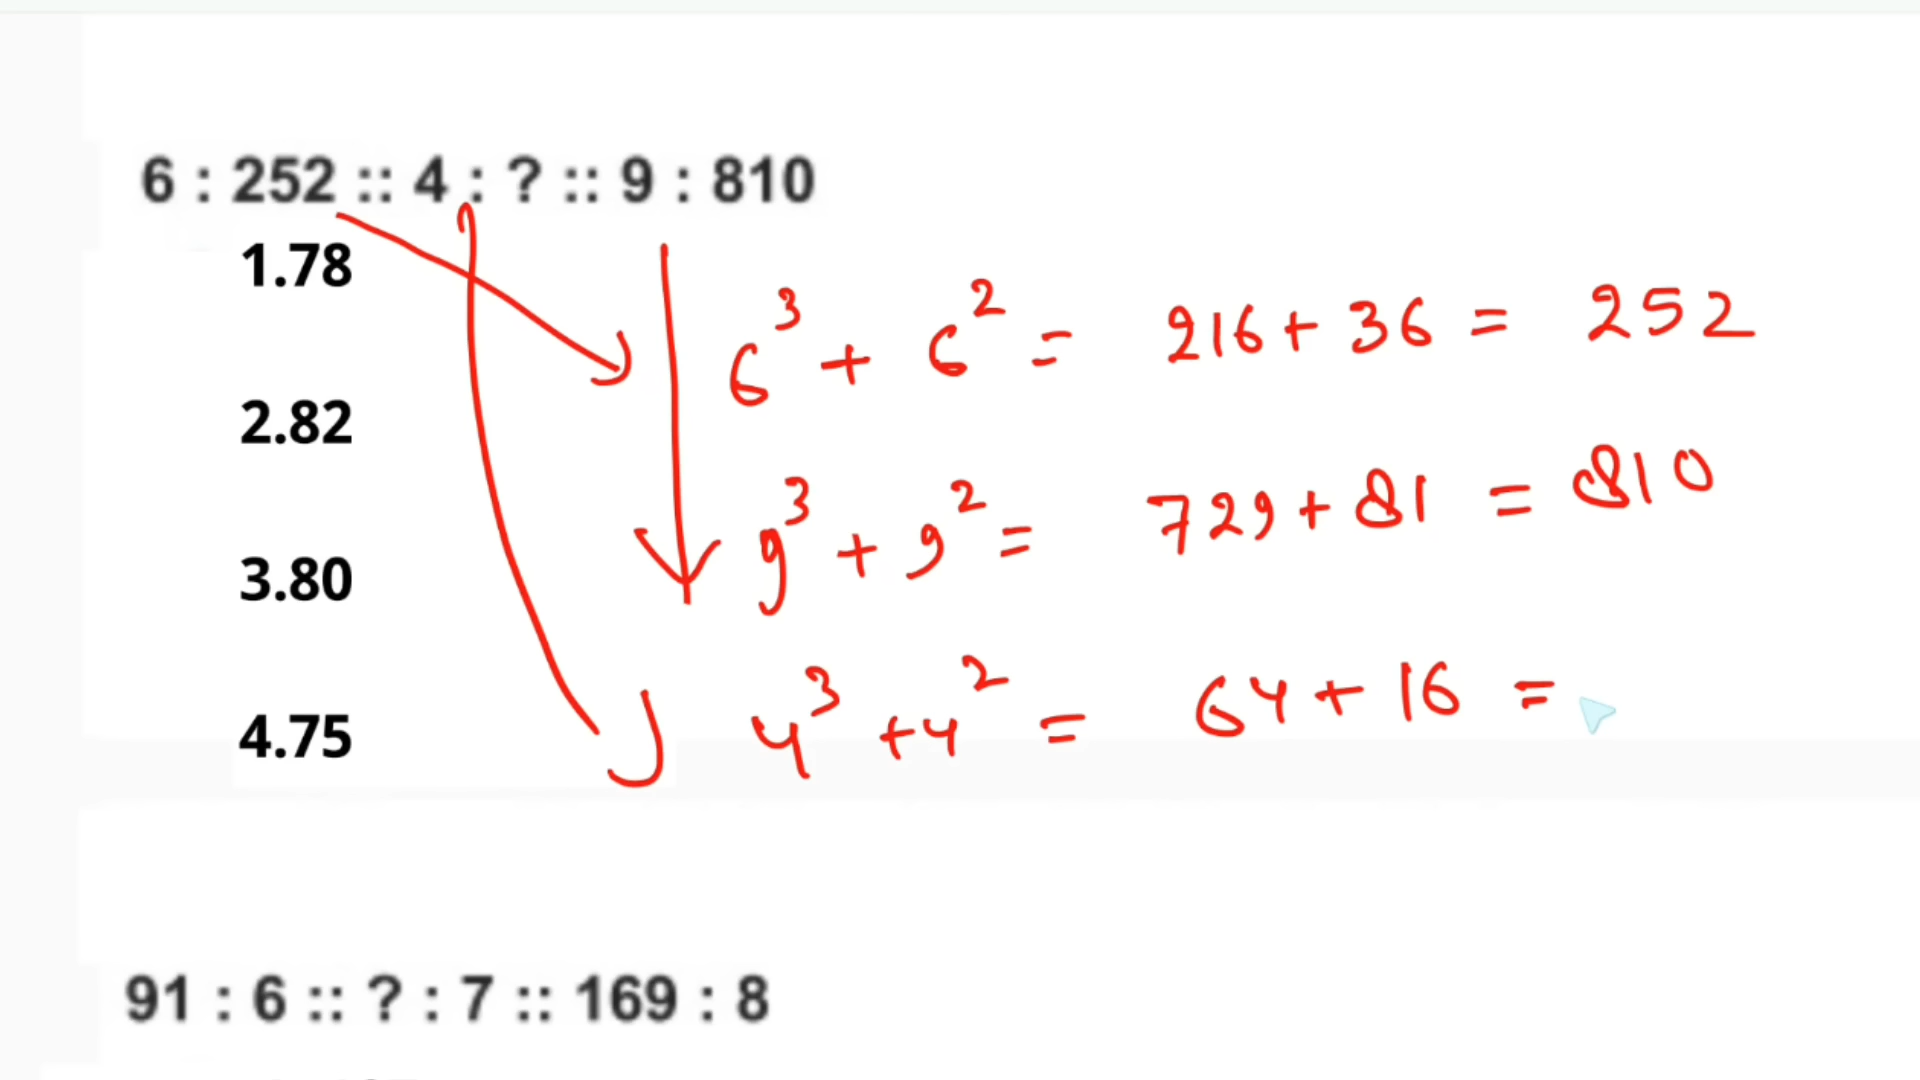 6 : 252 :: 4 : ? :: 9 : 810
1.78
6³ + 6² = 216 + 36 = 252
2.82
9³ + 9² = 729 + 81 = 810
3.80
4³ + 4² = 64 + 16 =
4.75
91 : 6 :: ? : 7 :: 169 : 8